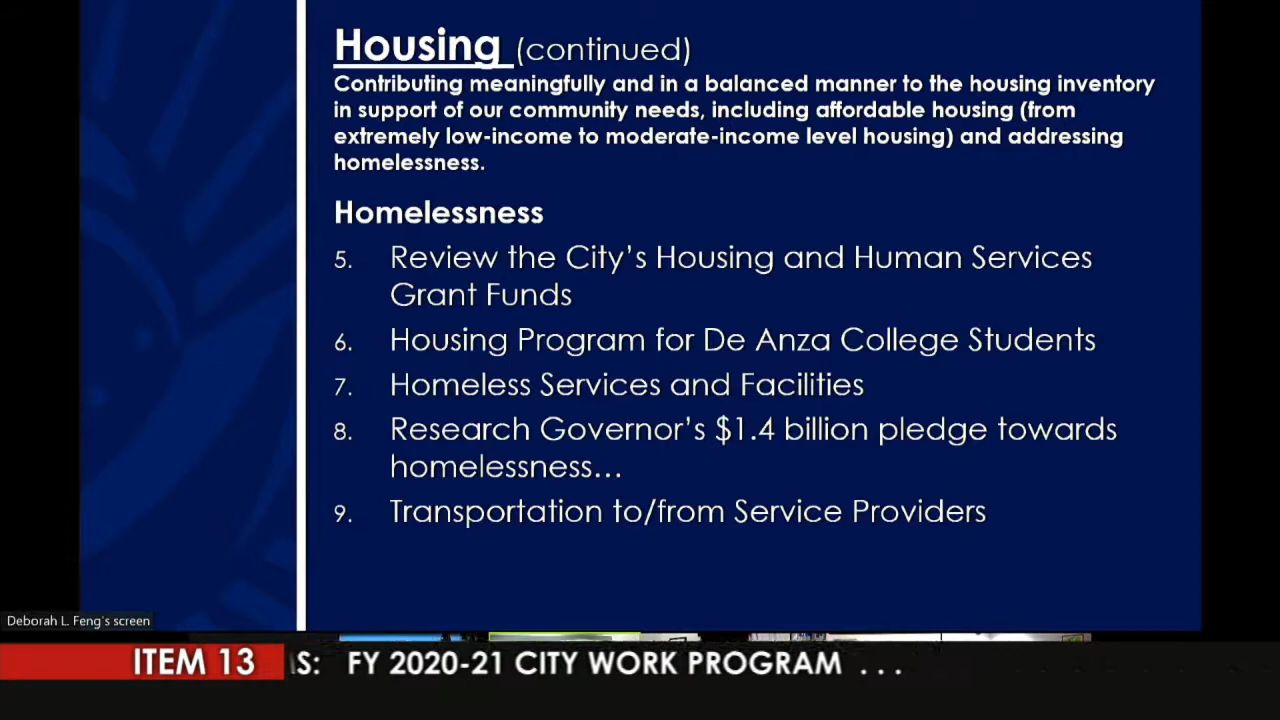 Housing (continued)
Contributing meaningfully and in a balanced manner to the housing inventory
in support of our community needs, including affordable housing (from
extremely low-income to moderate-income level housing) and addressing
homelessness.
Homelessness
5. Review the City's Housing and Human Services
Grant Funds
6. Housing Program for De Anza College Students
7. Homeless Services and Facilities
8. Research Governor's $1.4 billion pledge towards
homelessness...
9. Transportation to/from Service Providers
Deborah L. Feng's screen
ITEM 13 S: FY 2020-21 CITY WORK PROGRAM . . .